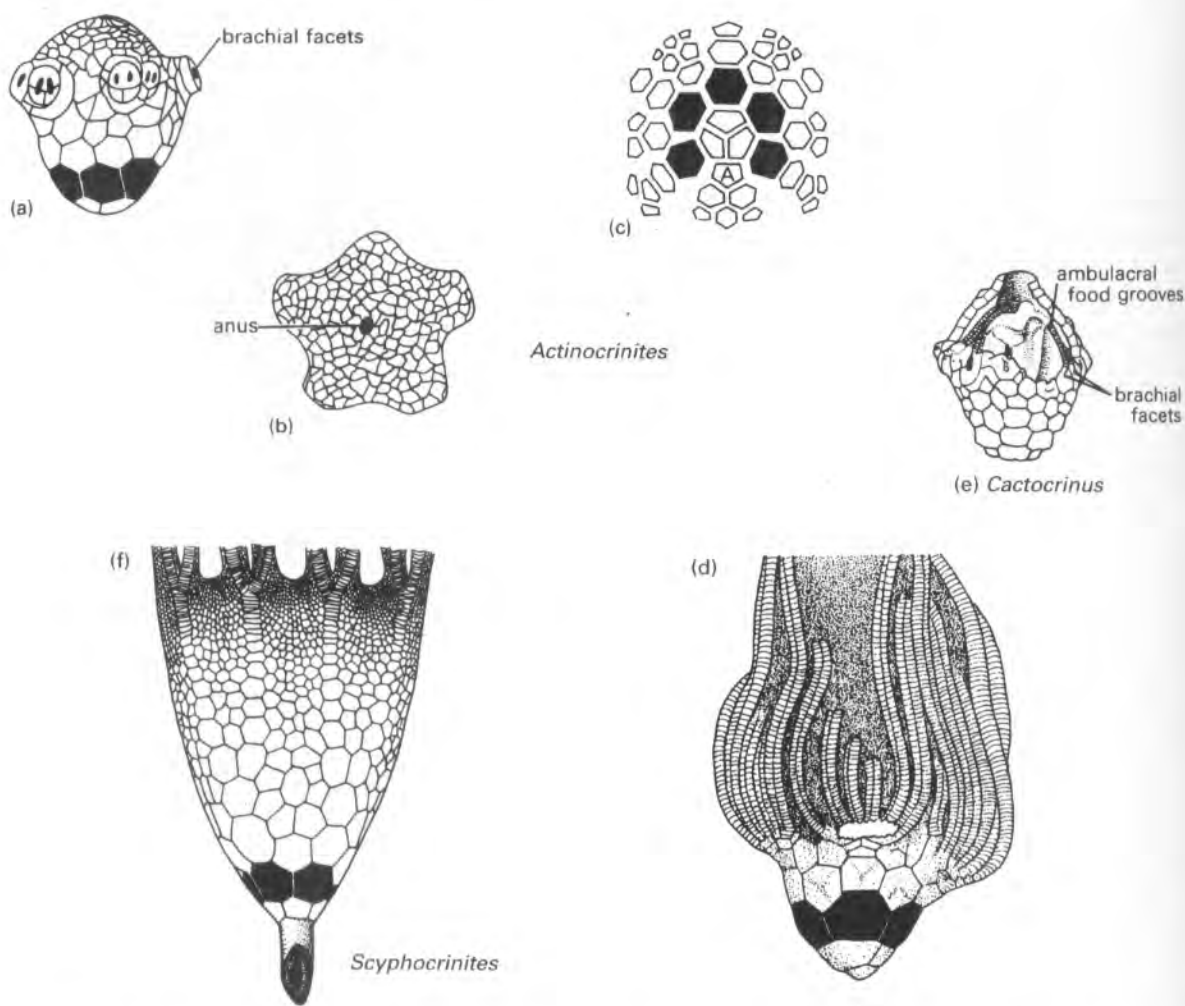 brachial facets
(a)
(c)
A
anus
(b)
Actinocrinites
ambulacral
food grooves
brachial
facets
(e) Cactocrinus
(f)
(d)
Scyphocrinites